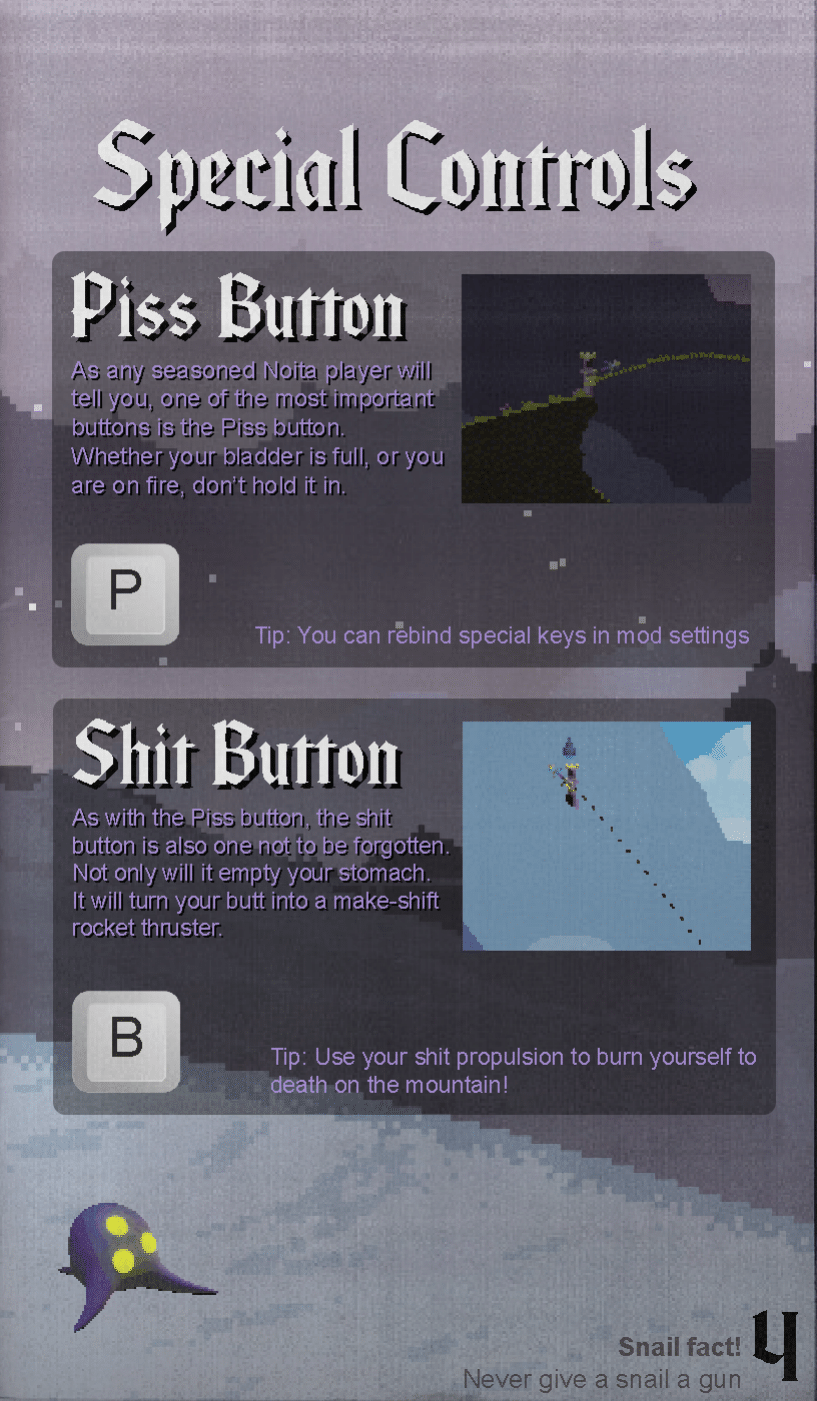 Special Controls
Piss Button
As any seasoned Noita player will
tell you, one of the most important
buttons is the Piss button.
Whether your bladder is full, or you
are on fire, don't hold it in.
P
Tip: You can rebind special keys in mod settings
Shit Button
As with the Piss button, the shit
button is also one not to be forgotten.
Not only will it empty your stomach.
It will turn your butt into a make-shift
rocket thruster.
B
Tip: Use your shit propulsion to burn yourself to
death on the mountain!
Snail fact!
Never give a snail a gun
4